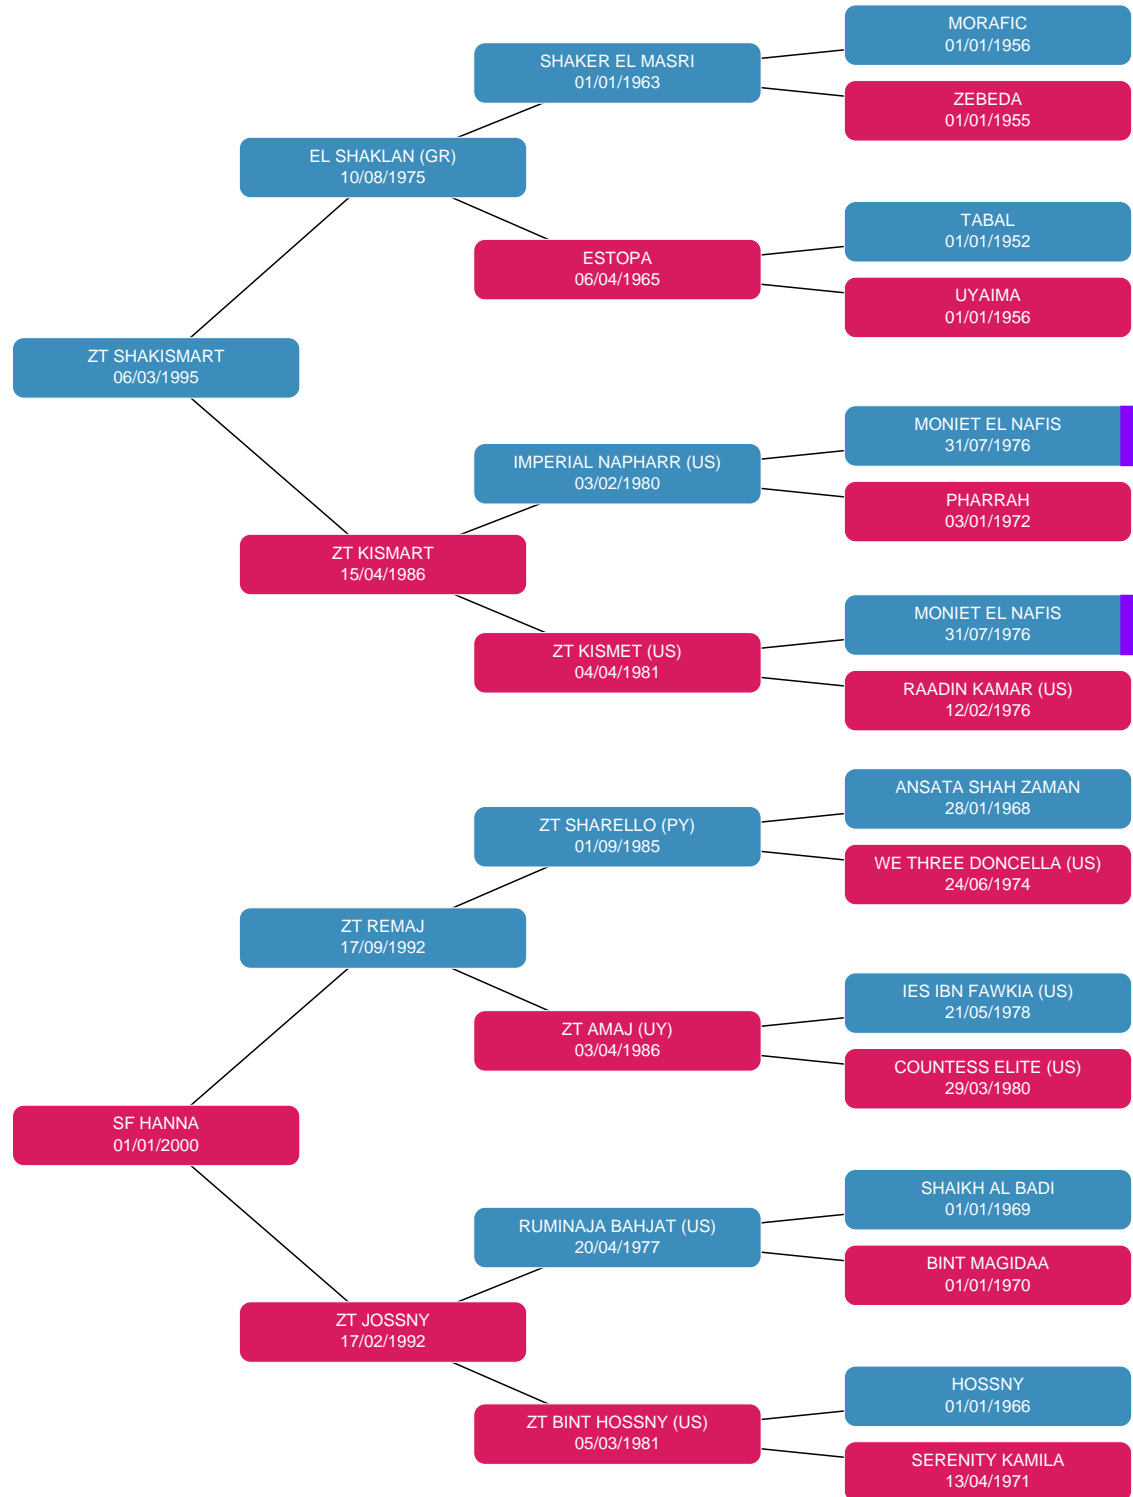 MORAFIC
01/01/1956
SHAKER EL MASRI
01/01/1963
ZEBEDA
01/01/1955
EL SHAKLAN (GR)
10/08/1975
TABAL
01/01/1952
ESTOPA
06/04/1965
UYAIMA
01/01/1956
ZT SHAKISMART
06/03/1995
MONIET EL NAFIS
31/07/1976
IMPERIAL NAPHARR (US)
03/02/1980
PHARRAH
03/01/1972
ZT KISMART
15/04/1986
MONIET EL NAFIS
31/07/1976
ZT KISMET (US)
04/04/1981
RAADIN KAMAR (US)
12/02/1976
ANSATA SHAH ZAMAN
28/01/1968
ZT SHARELLO (PY)
01/09/1985
WE THREE DONCELLA (US)
24/06/1974
ZT REMAJ
17/09/1992
IES IBN FAWKIA (US)
21/05/1978
ZT AMAJ (UY)
03/04/1986
COUNTESS ELITE (US)
29/03/1980
SF HANNA
01/01/2000
SHAIKH AL BADI
01/01/1969
RUMINAJA BAHJAT (US)
20/04/1977
BINT MAGIDAA
01/01/1970
ZT JOSSNY
17/02/1992
HOSSNY
01/01/1966
ZT BINT HOSSNY (US)
05/03/1981
SERENITY KAMILA
13/04/1971